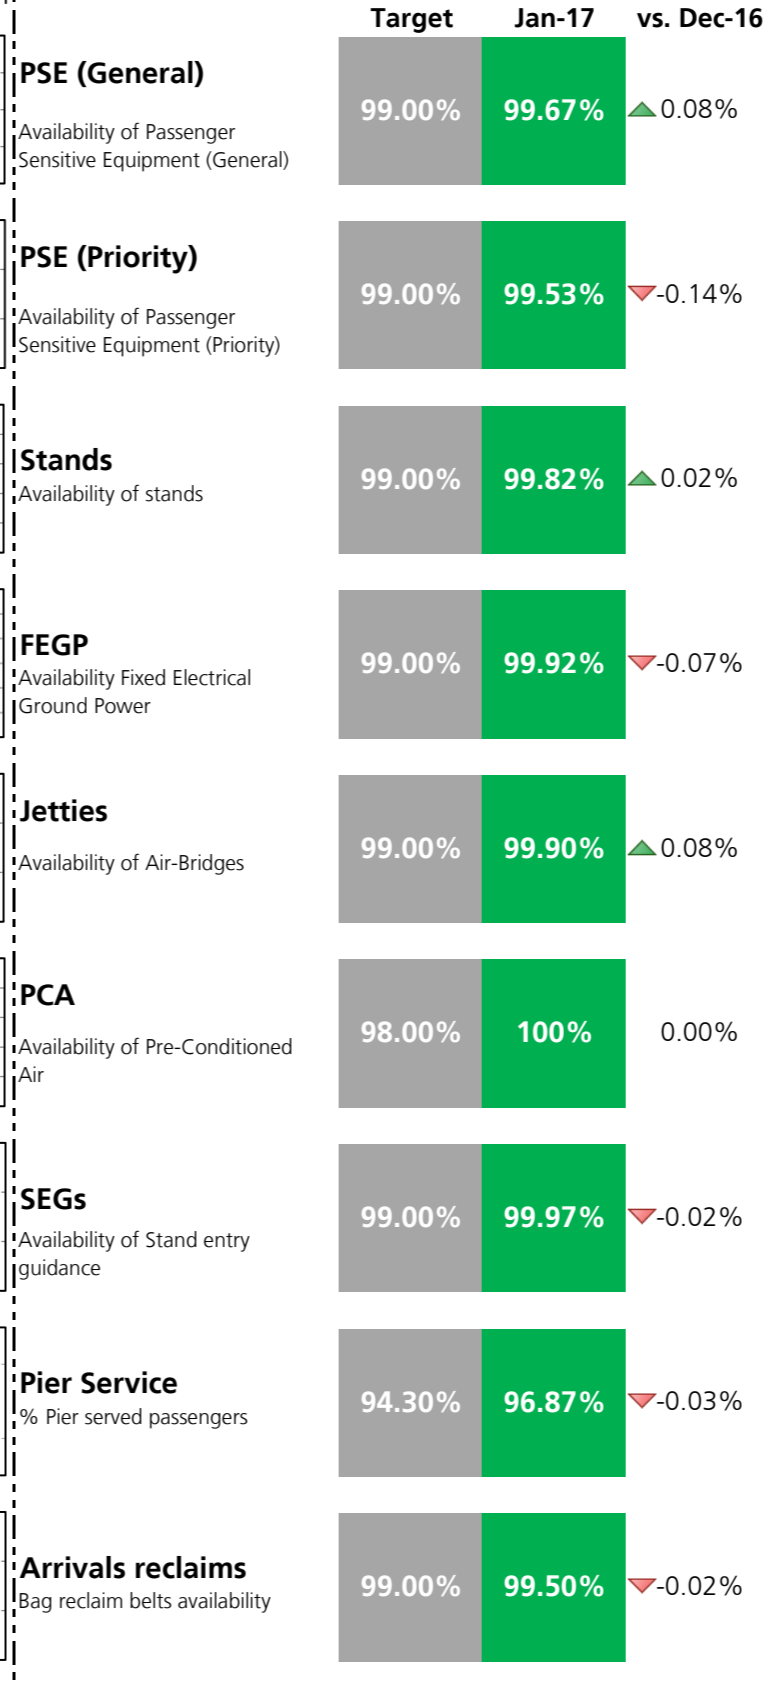 Target Jan-17 vs. Dec-16
PSE (General)
Availability of Passenger
Sensitive Equipment (General)
99.00% 99.67% 0.08%
PSE (Priority)
Availability of Passenger
Sensitive Equipment (Priority)
99.00% 99.53% -0.14%
Stands
Availability of stands
99.00% 99.82% 0.02%
FEGP
Availability Fixed Electrical
Ground Power
99.00% 99.92% -0.07%
Jetties
Availability of Air-Bridges
99.00% 99.90% 0.08%
PCA
Availability of Pre-Conditioned
Air
98.00% 100% 0.00%
SEGs
Availability of Stand entry
guidance
99.00% 99.97% -0.02%
Pier Service
% Pier served passengers
94.30% 96.87% -0.03%
Arrivals reclaims
Bag reclaim belts availability
99.00% 99.50% -0.02%